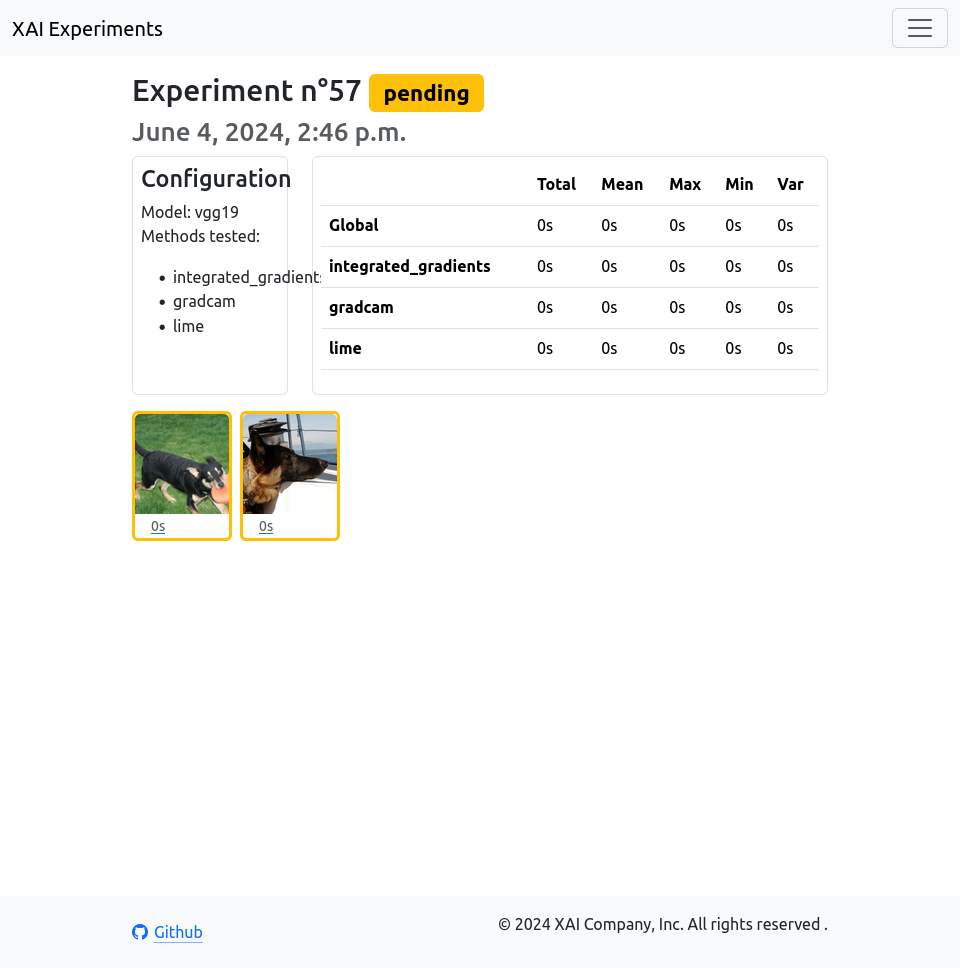 XAI Experiments
Experiment n°57 pending
June 4, 2024, 2:46 p.m.
Configuration
Model: vgg19
Methods tested:
• integrated_gradients
• gradcam
• lime
Total Mean Max Min Var
Global 0s 0s 0s 0s 0s
integrated_gradients 0s 0s 0s 0s 0s
gradcam 0s 0s 0s 0s 0s
lime 0s 0s 0s 0s 0s
0s
0s
Github
© 2024 XAI Company, Inc. All rights reserved .